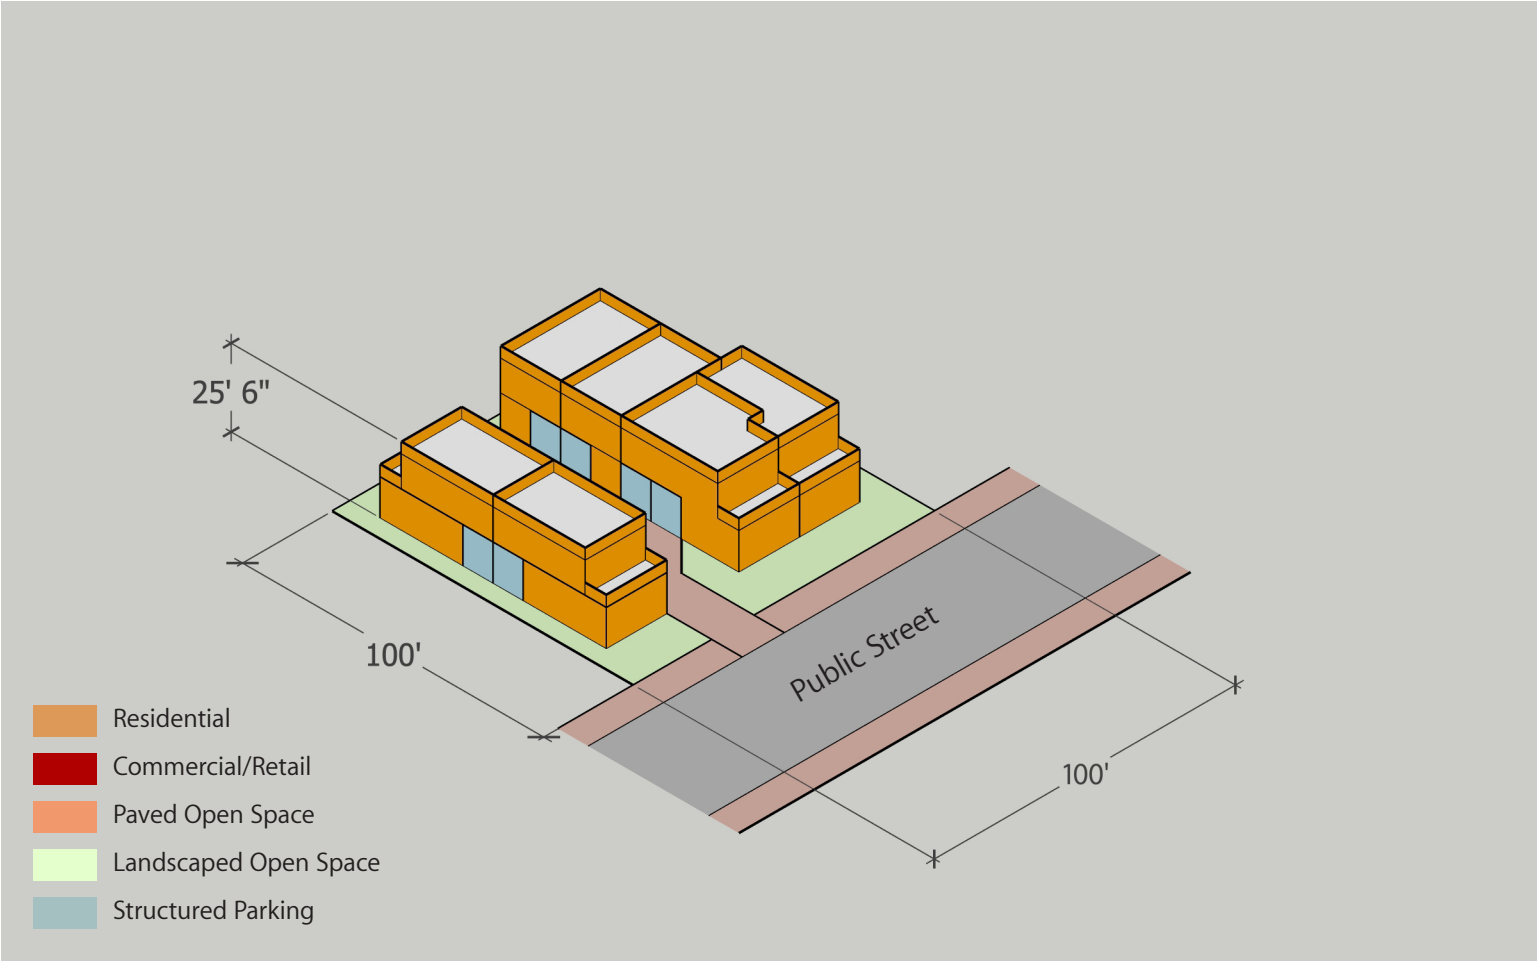 25' 6"
100'
Public Street
100'
Residential
Commercial/Retail
Paved Open Space
Landscaped Open Space
Structured Parking